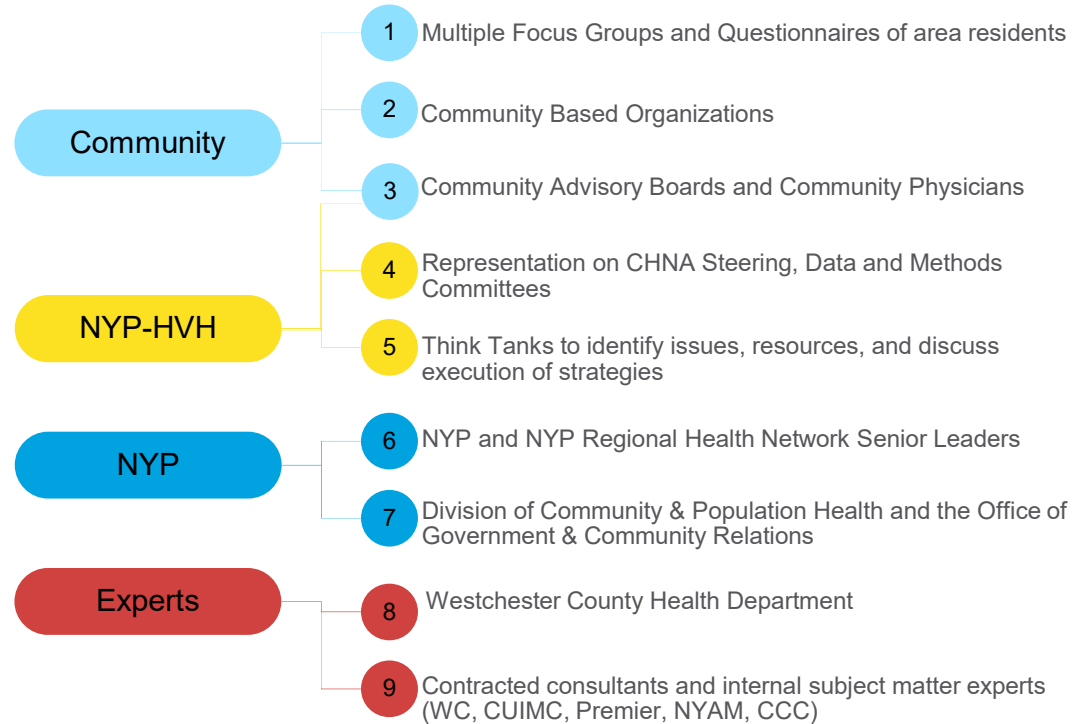 1 Multiple Focus Groups and Questionnaires of area residents
Community
2 Community Based Organizations
3 Community Advisory Boards and Community Physicians
NYP-HVH
4 Representation on CHNA Steering, Data and Methods
Committees
5 Think Tanks to identify issues, resources, and discuss
execution of strategies
NYP
6 NYP and NYP Regional Health Network Senior Leaders
7 Division of Community & Population Health and the Office of
Government & Community Relations
Experts
8 Westchester County Health Department
9 Contracted consultants and internal subject matter experts
(WC, CUIMC, Premier, NYAM, CCC)